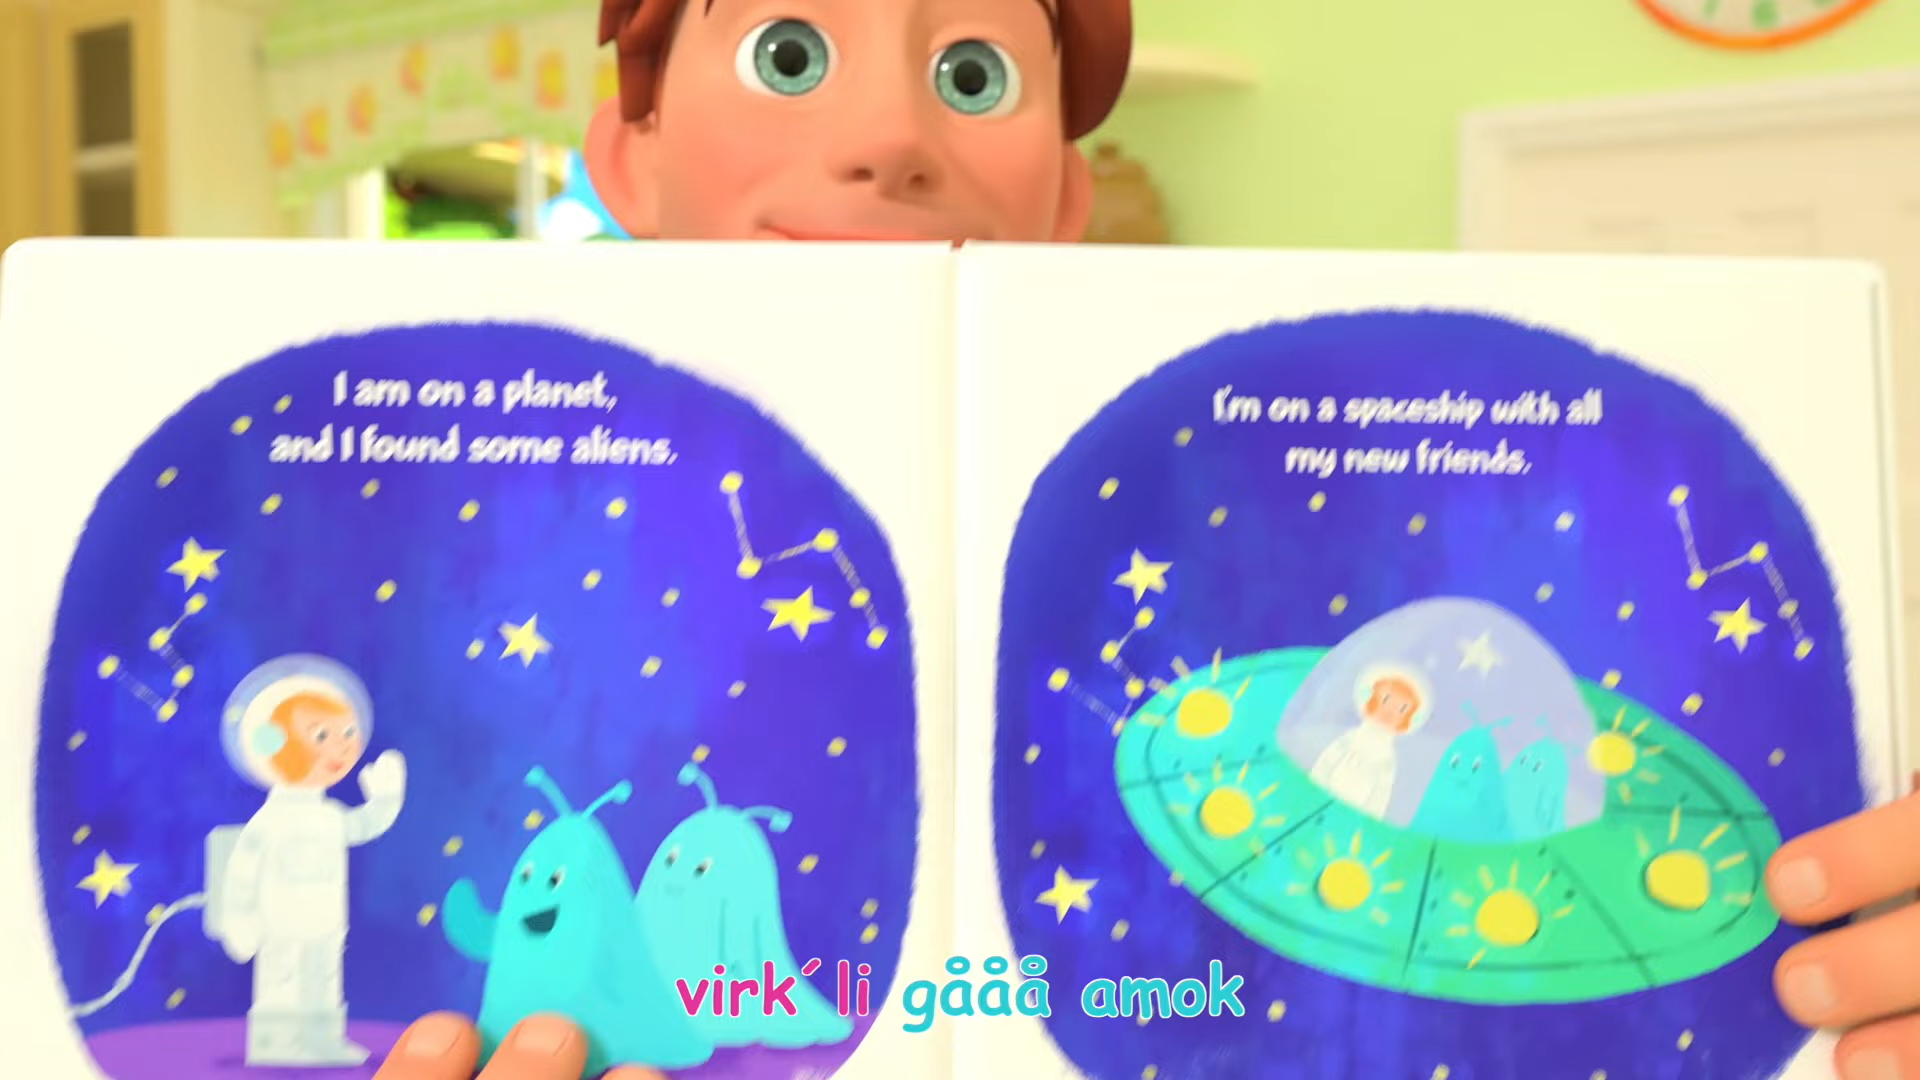 I am on a planet,
and I found some aliens.
I'm on a spaceship with all
my new friends.
virk´li gååå amok